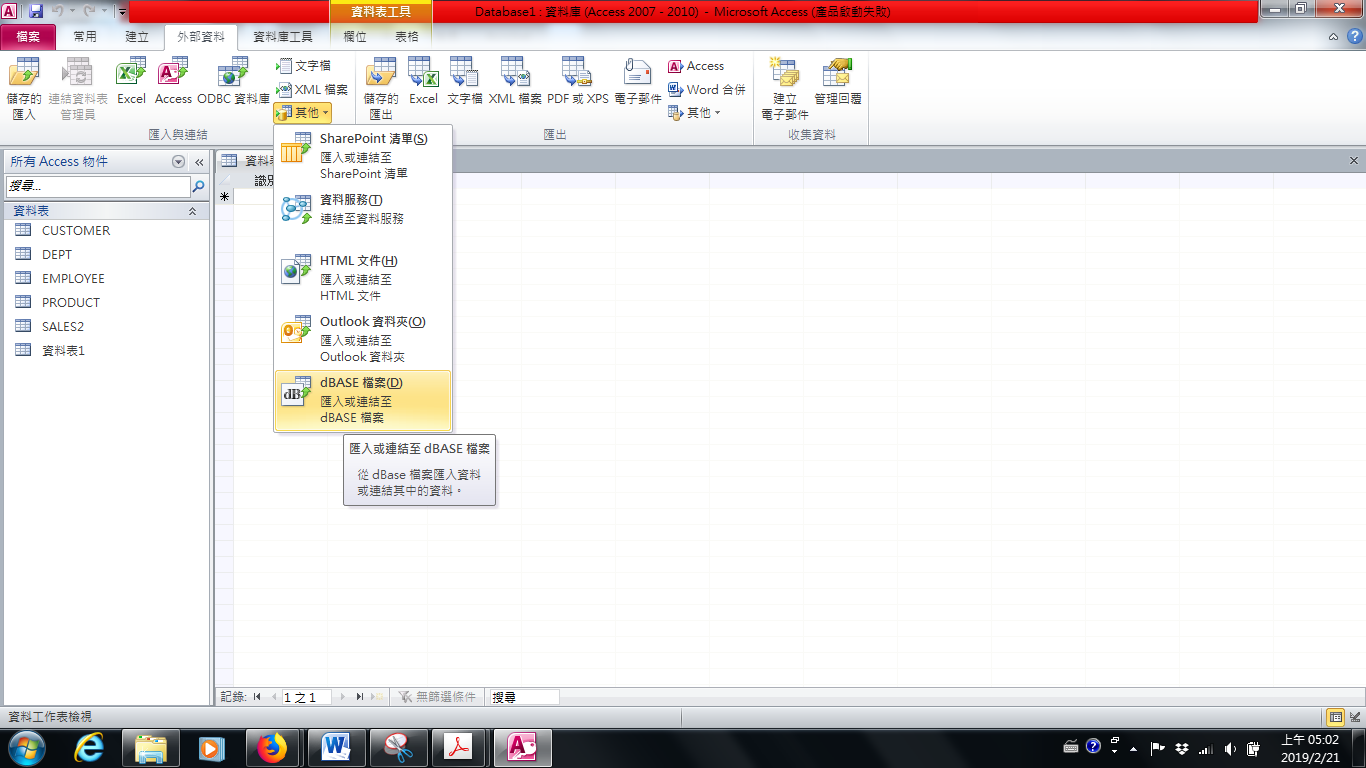 資料表工具
Database1 : 資料庫 (Access 2007 - 2010) - Microsoft Access (產品啟動失敗)
檔案 常用 建立 外部資料 資料庫工具 欄位 表格
儲存的匯入
連結資料表管理員
Excel
Access
ODBC 資料庫
文字檔
XML 檔案
其他
匯入與連結
儲存的匯出
Excel
文字檔
XML 檔案
PDF 或 XPS
電子郵件
Access
Word 合併
其他
匯出
建立電子郵件
管理回覆
收集資料
SharePoint 清單(S)
匯入或連結至
SharePoint 清單
資料服務(T)
連結至資料服務
HTML 文件(H)
匯入或連結至
HTML 文件
Outlook 資料夾(O)
匯入或連結至
Outlook 資料夾
dBASE 檔案(D)
匯入或連結至
dBASE 檔案
匯入或連結至 dBASE 檔案
從 dBase 檔案匯入資料
或連結其中的資料。
所有 Access 物件
搜尋...
資料表
CUSTOMER
DEPT
EMPLOYEE
PRODUCT
SALES2
資料表1
資料表
識別
記錄: 1 之 1 無篩選條件 搜尋
資料工作表檢視
上午 05:02
2019/2/21